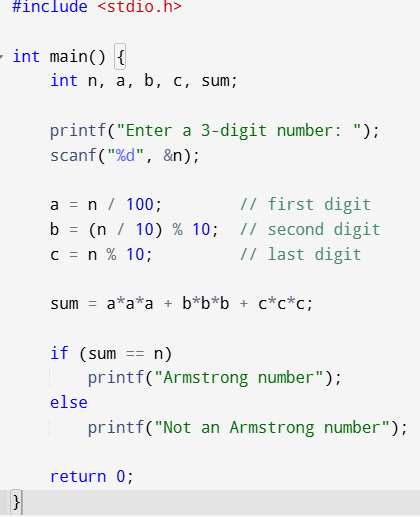 #include <stdio.h>
int main() {
    int n, a, b, c, sum;
    printf("Enter a 3-digit number: ");
    scanf("%d", &n);
    a = n / 100;        // first digit
    b = (n / 10) % 10;  // second digit
    c = n % 10;         // last digit
    sum = a*a*a + b*b*b + c*c*c;
    if (sum == n)
        printf("Armstrong number");
    else
        printf("Not an Armstrong number");
    return 0;
}